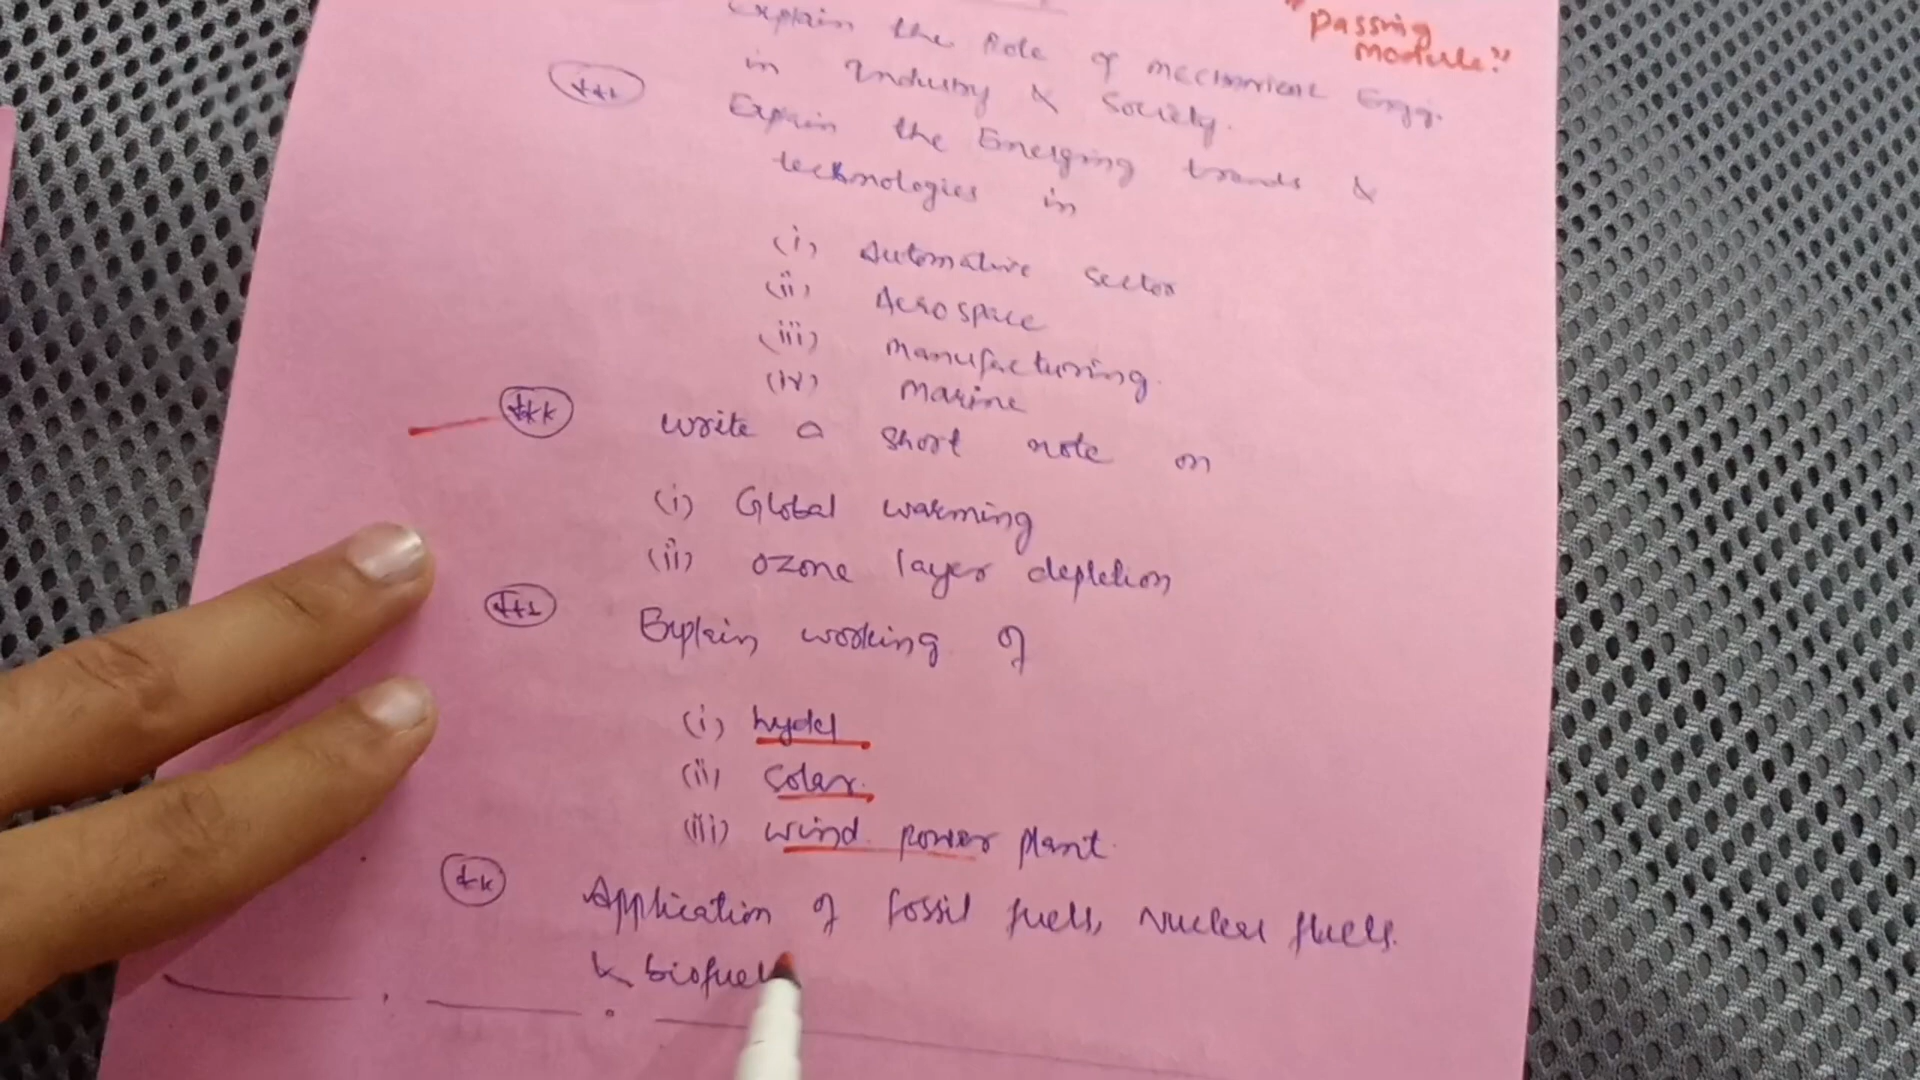 "Passing
Module"
Explain the Role of mechanical Engg.
in Industry & Society.
*** Explain the Emerging trends &
technologies in
(i) Automative sector
(ii) Aerospace
(iii) manufacturing.
(iv) Marine
*** write a short note on
(i) Global warming
(ii) Ozone layer depletion
*** Explain working of
(i) hydel
(ii) Solar.
(iii) wind power plant.
** Application of fossil fuels, Nuclear fuels.
& biofuels